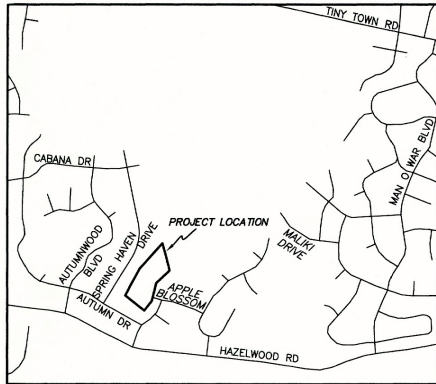 TINY TOWN RD
MAN O WAR BLVD
CABANA DR
PROJECT LOCATION
SPRING HAVEN
DRIVE
AUTUMNWOOD
BLVD
MALIKI
DRIVE
APPLE
BLOSSOM
AUTUMN DR
HAZELWOOD RD